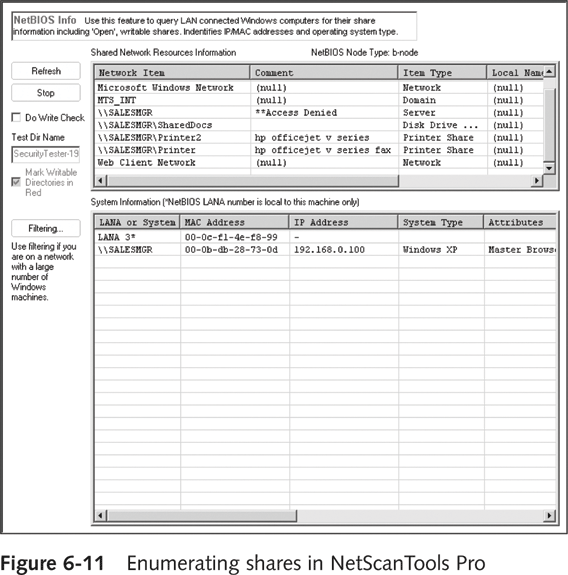 NetBIOS Info Use this feature to query LAN connected Windows computers for their share
information including 'Open', writable shares. Indentifies IP/MAC addresses and operating system type.
Shared Network Resources Information NetBIOS Node Type: b-node
Refresh
Stop
Do Write Check
Test Dir Name
SecurityTester-19
Mark Writable
Directories in
Red
Filtering...
Use filtering if you
are on a network
with a large
number of
Windows
machines.
Network Item Comment Item Type Local Name
Microsoft Windows Network (null) Network (null)
MTS_INT (null) Domain (null)
\\SALESMGR **Access Denied Server (null)
\\SALESMGR\SharedDocs Disk Drive ... (null)
\\SALESMGR\Printer2 hp officejet v series Printer Share (null)
\\SALESMGR\Printer hp officejet v series fax Printer Share (null)
Web Client Network (null) Network (null)
System Information (*NetBIOS LANA number is local to this machine only)
LANA or System MAC Address IP Address System Type Attributes
LANA 3* 00-0c-f1-4e-f8-99 -
\\SALESMGR 00-0b-db-28-73-0d 192.168.0.100 Windows XP Master Brows
Figure 6-11 Enumerating shares in NetScanTools Pro